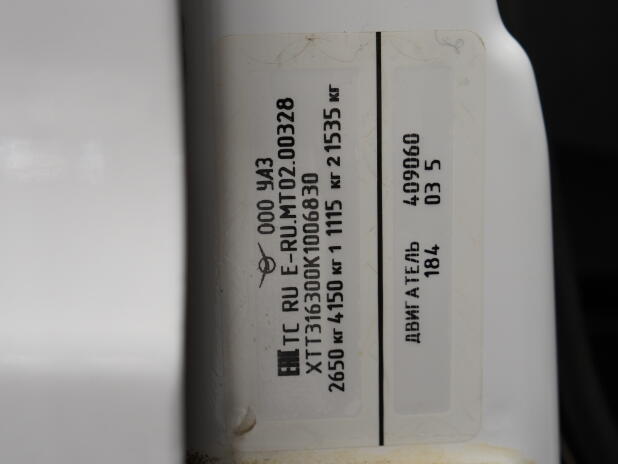 ООО УАЗ
ЕАС ТС RU E-RU.MT02.00328
XTT316300K1006830
2650 кг 4150 кг 1 1115 кг 2 1535 кг
ДВИГАТЕЛЬ 409060
184 03 5